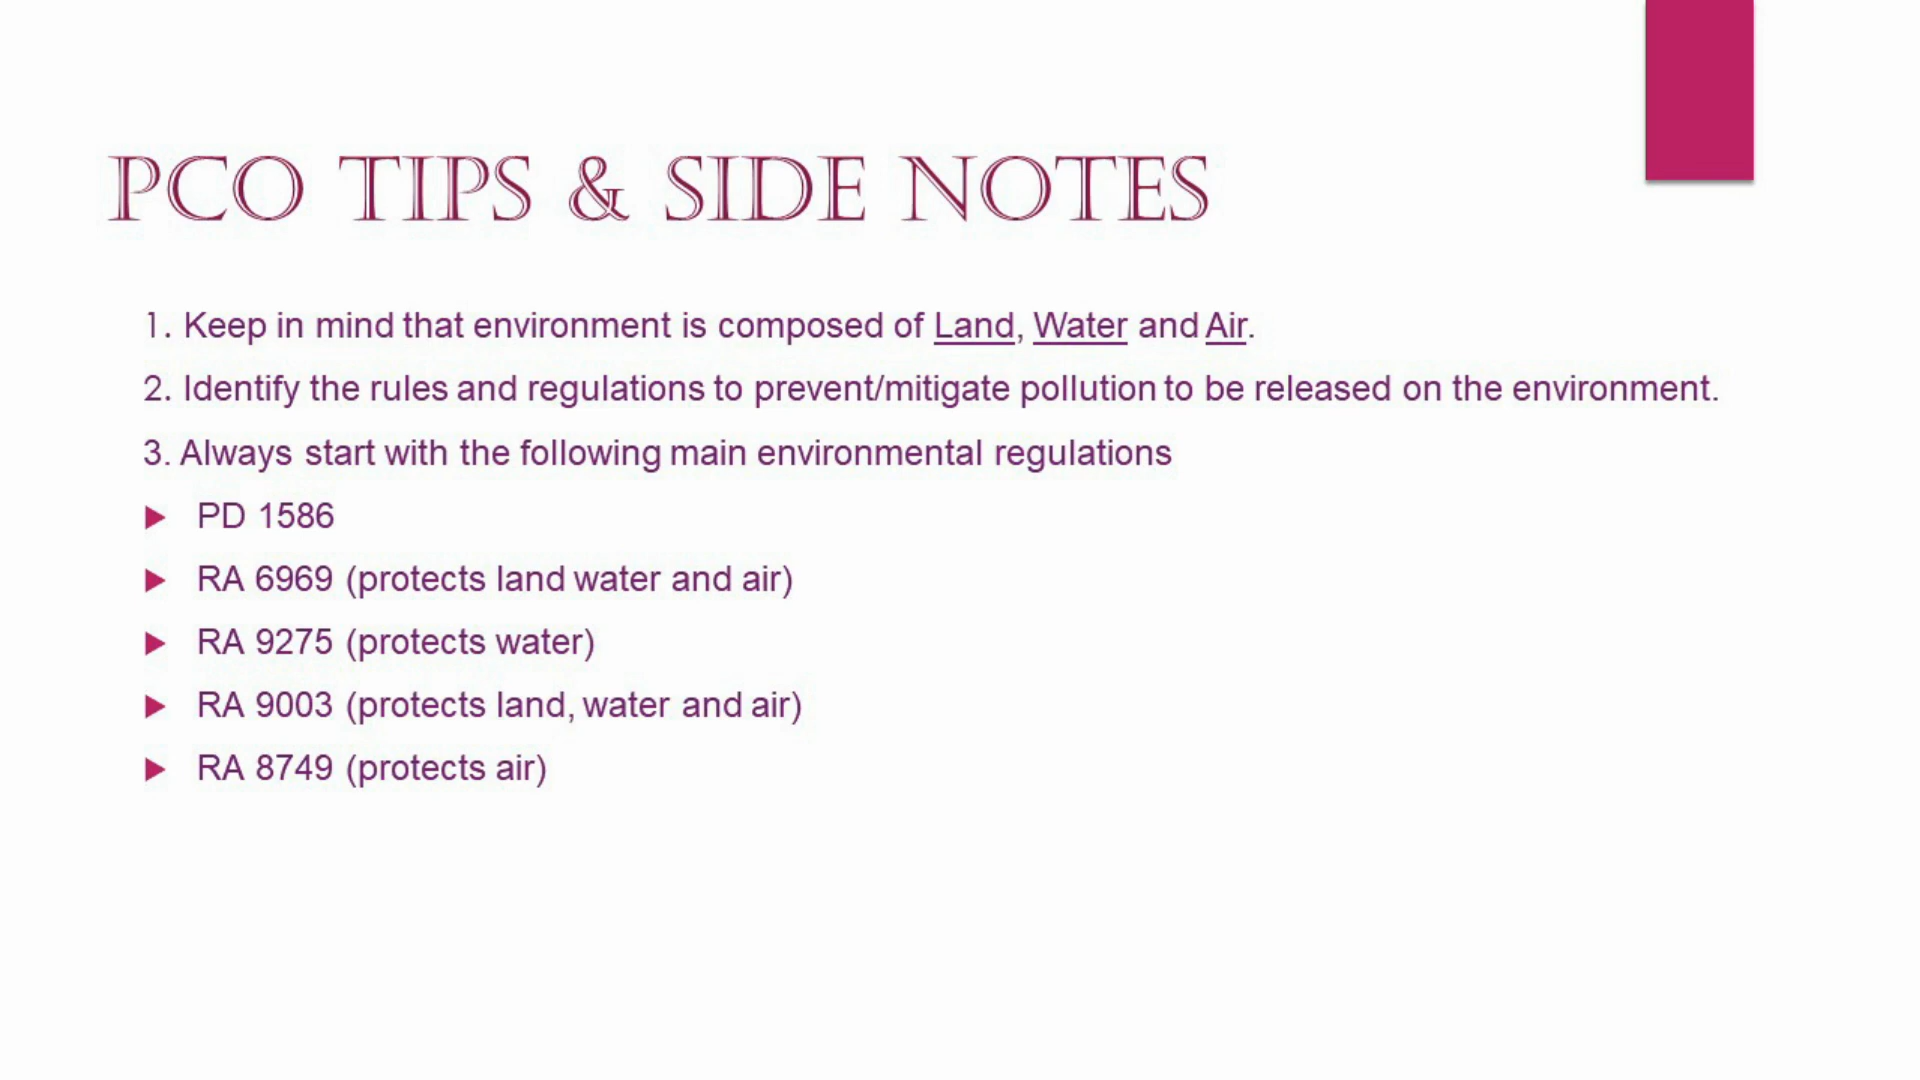 PCO TIPS & SIDE NOTES
1. Keep in mind that environment is composed of Land, Water and Air.
2. Identify the rules and regulations to prevent/mitigate pollution to be released on the environment.
3. Always start with the following main environmental regulations
PD 1586
RA 6969 (protects land water and air)
RA 9275 (protects water)
RA 9003 (protects land, water and air)
RA 8749 (protects air)